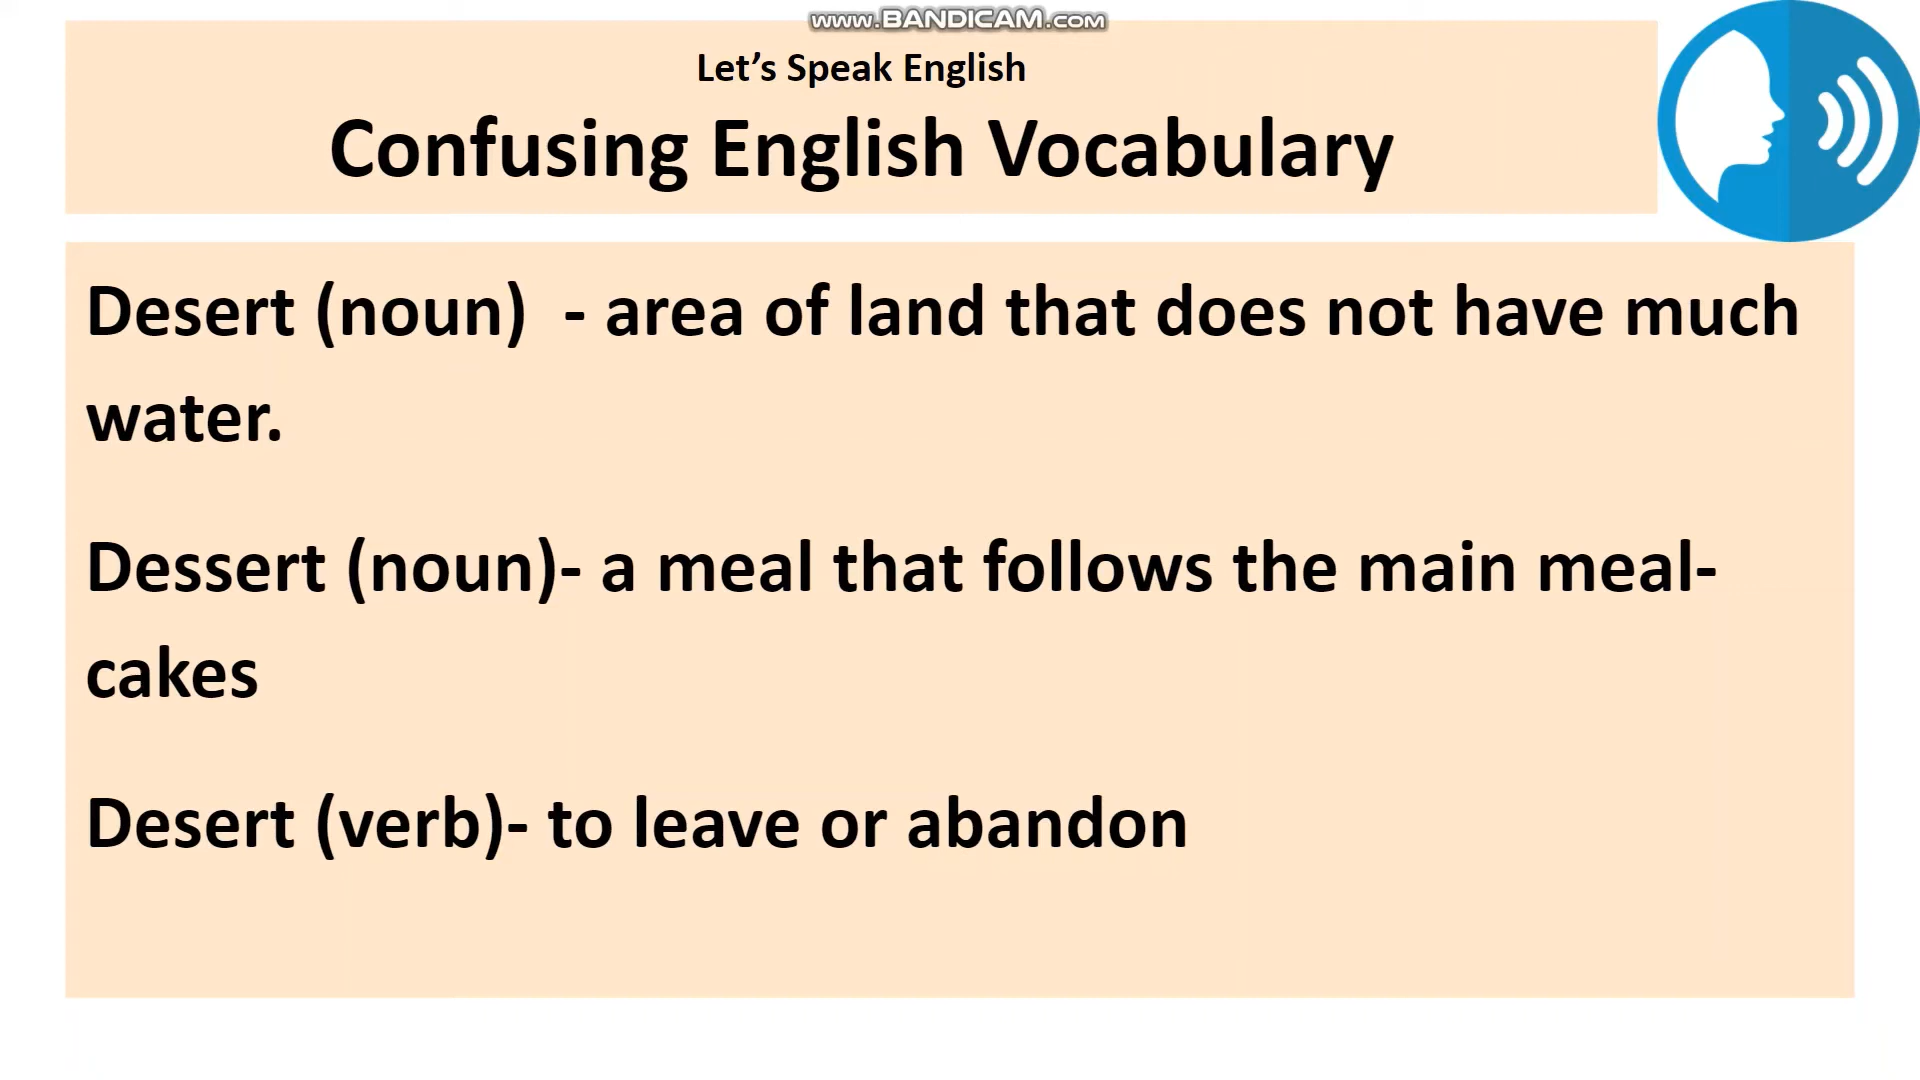 www.BANDICAM.com
Let’s Speak English
Confusing English Vocabulary
Desert (noun)  - area of land that does not have much
water.
Dessert (noun)- a meal that follows the main meal-
cakes
Desert (verb)- to leave or abandon